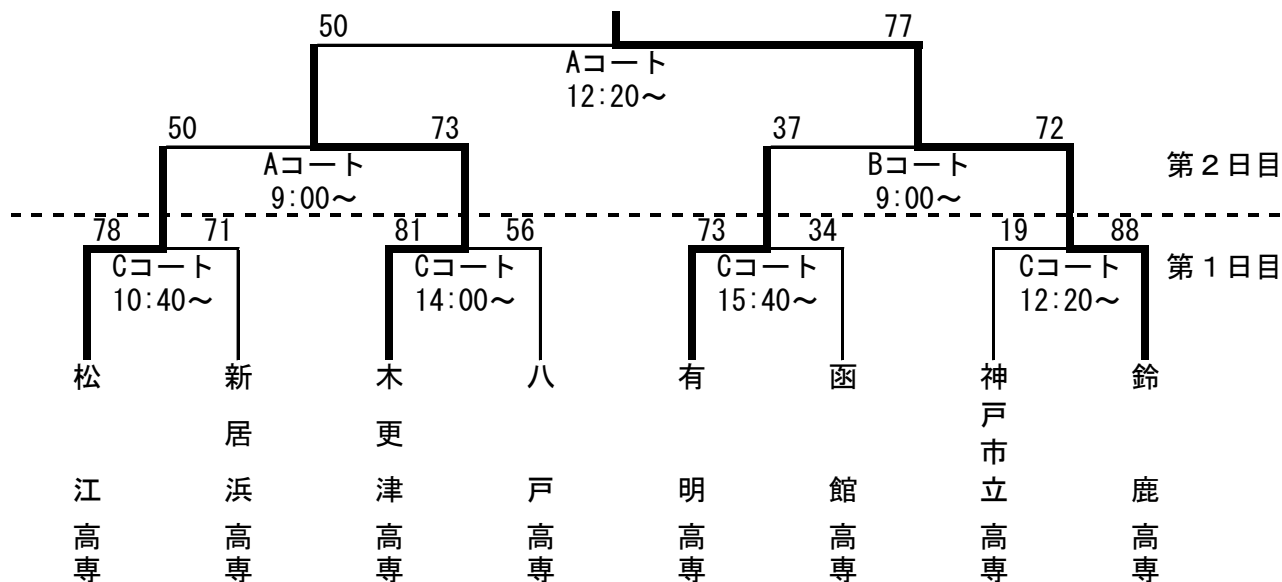 50 77
Aコート
12:20～
50 73 37 72
Aコート Bコート 第２日目
9:00～ 9:00～
78 71 81 56 73 34 19 88
Cコート Cコート Cコート Cコート 第１日目
10:40～ 14:00～ 15:40～ 12:20～
松江高専
新居浜高専
木更津高専
八戸高専
有明高専
函館高専
神戸市立高専
鈴鹿高専